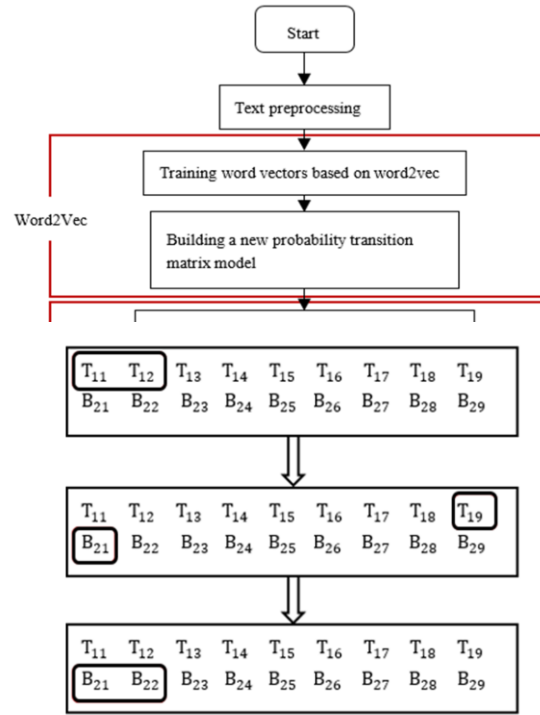 Start
Text preprocessing
Training word vectors based on word2vec
Word2Vec
Building a new probability transition
matrix model
T11 T12 T13 T14 T15 T16 T17 T18 T19
B21 B22 B23 B24 B25 B26 B27 B28 B29
T11 T12 T13 T14 T15 T16 T17 T18 T19
B21 B22 B23 B24 B25 B26 B27 B28 B29
T11 T12 T13 T14 T15 T16 T17 T18 T19
B21 B22 B23 B24 B25 B26 B27 B28 B29